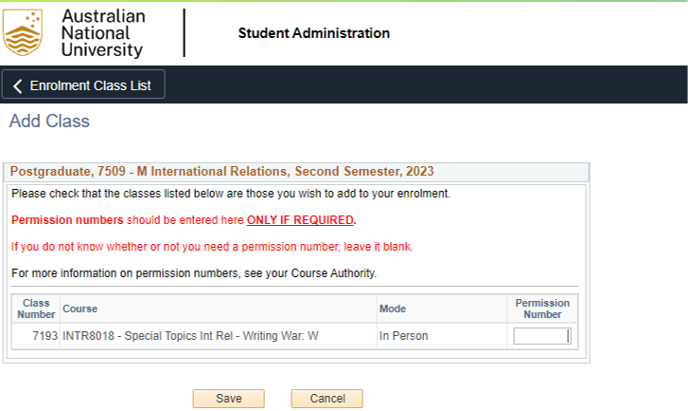 Australian
National
University
Student Administration
Enrolment Class List
Add Class
Postgraduate, 7509 - M International Relations, Second Semester, 2023
Please check that the classes listed below are those you wish to add to your enrolment.
Permission numbers should be entered here ONLY IF REQUIRED.
If you do not know whether or not you need a permission number, leave it blank.
For more information on permission numbers, see your Course Authority.
Class Number Course Mode Permission Number
7193 INTR8018 - Special Topics Int Rel - Writing War: W In Person
Save Cancel